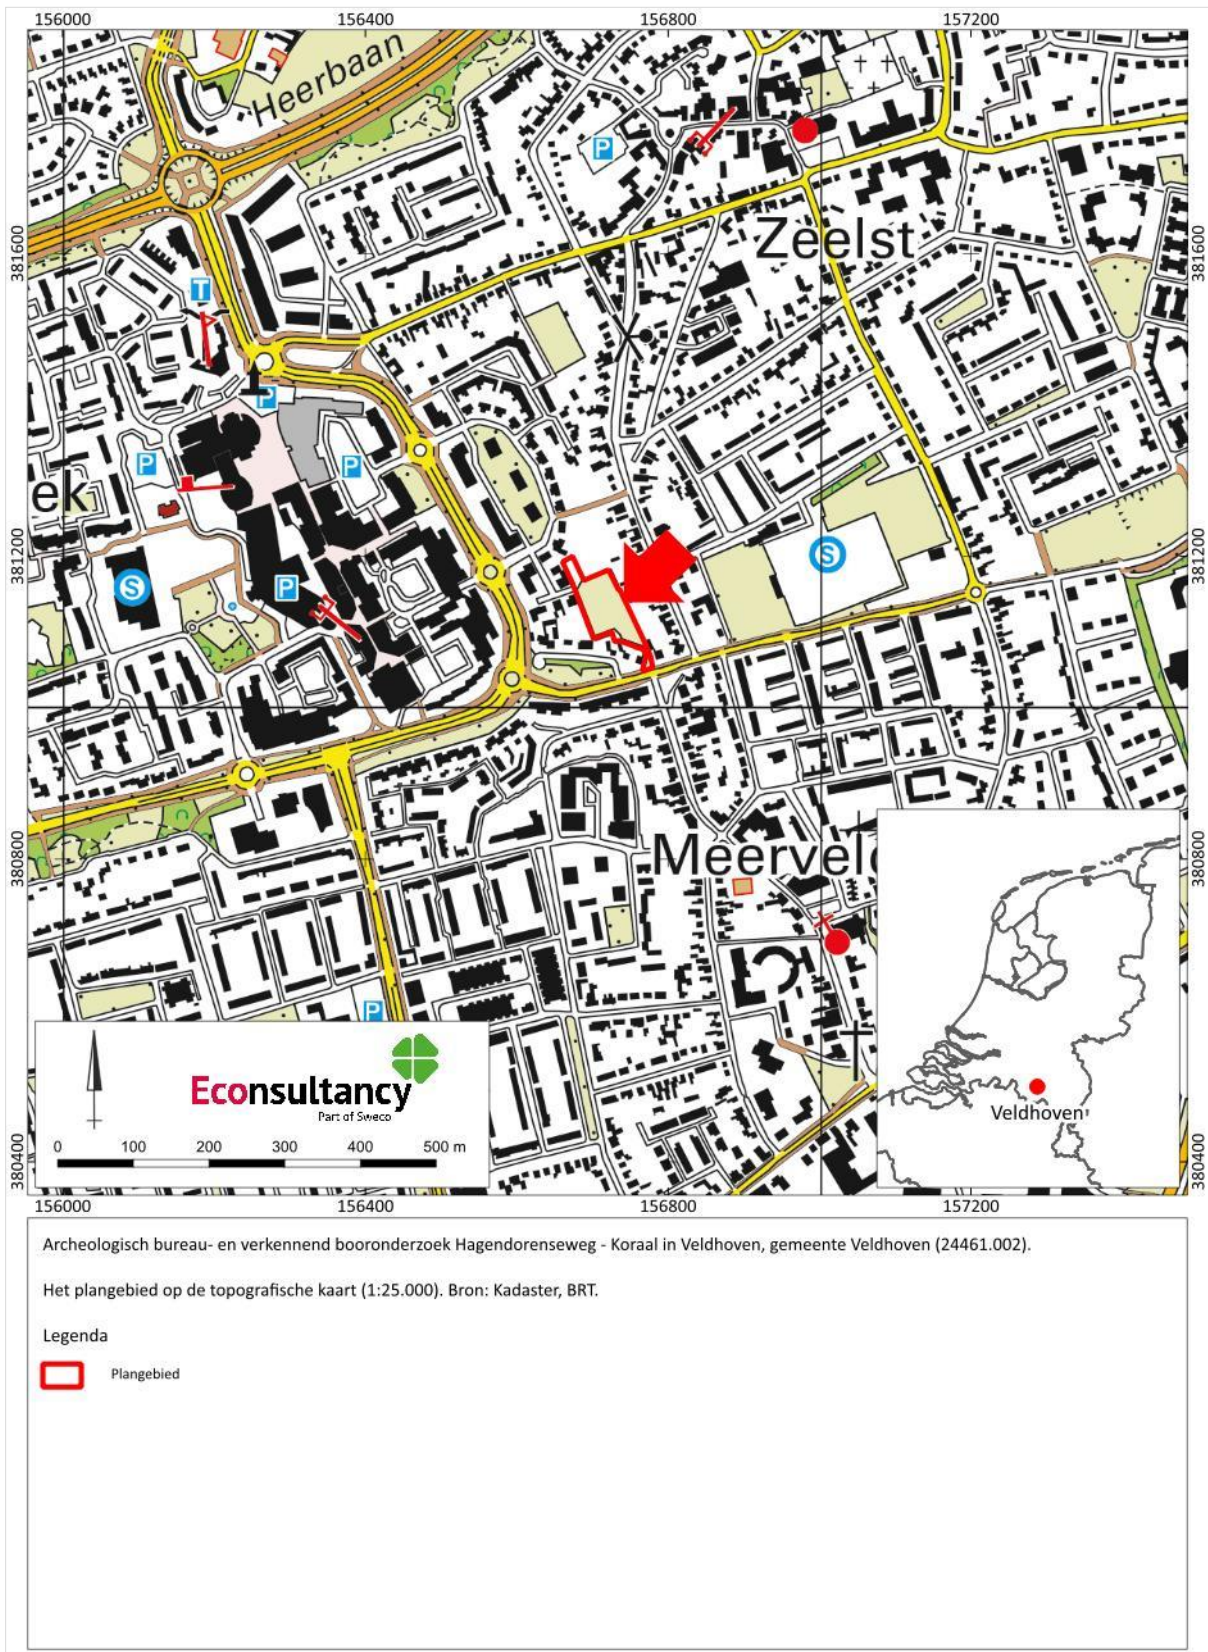 156000 156400 156800 157200
Heerbaan
P
Zeelst
381600 381600
T
P
P P
ek
S
381200 381200
S
P
Meerveld
380800 380800
P
Econsultancy
Part of Sweco
0 100 200 300 400 500 m
Veldhoven
380400 380400
156000 156400 156800 157200
Archeologisch bureau- en verkennend booronderzoek Hagendorenseweg - Koraal in Veldhoven, gemeente Veldhoven (24461.002).
Het plangebied op de topografische kaart (1:25.000). Bron: Kadaster, BRT.
Legenda
Plangebied